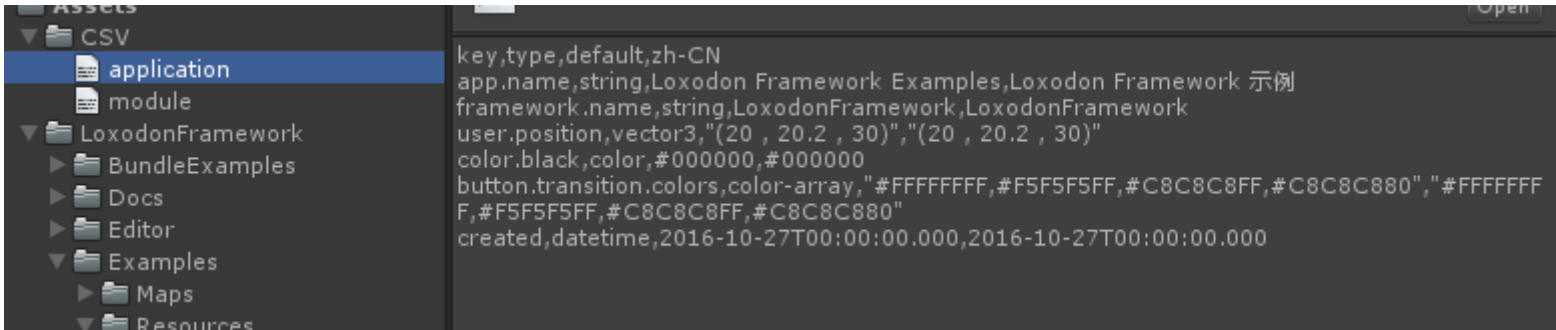 Assets
CSV
application
module
LoxodonFramework
BundleExamples
Docs
Editor
Examples
Maps
Resources
Open
key,type,default,zh-CN
app.name,string,Loxodon Framework Examples,Loxodon Framework 示例
framework.name,string,LoxodonFramework,LoxodonFramework
user.position,vector3,"(20 , 20.2 , 30)","(20 , 20.2 , 30)"
color.black,color,#000000,#000000
button.transition.colors,color-array,"#FFFFFFFF,#F5F5F5FF,#C8C8C8FF,#C8C8C880","#FFFFFFF
F,#F5F5F5FF,#C8C8C8FF,#C8C8C880"
created,datetime,2016-10-27T00:00:00.000,2016-10-27T00:00:00.000